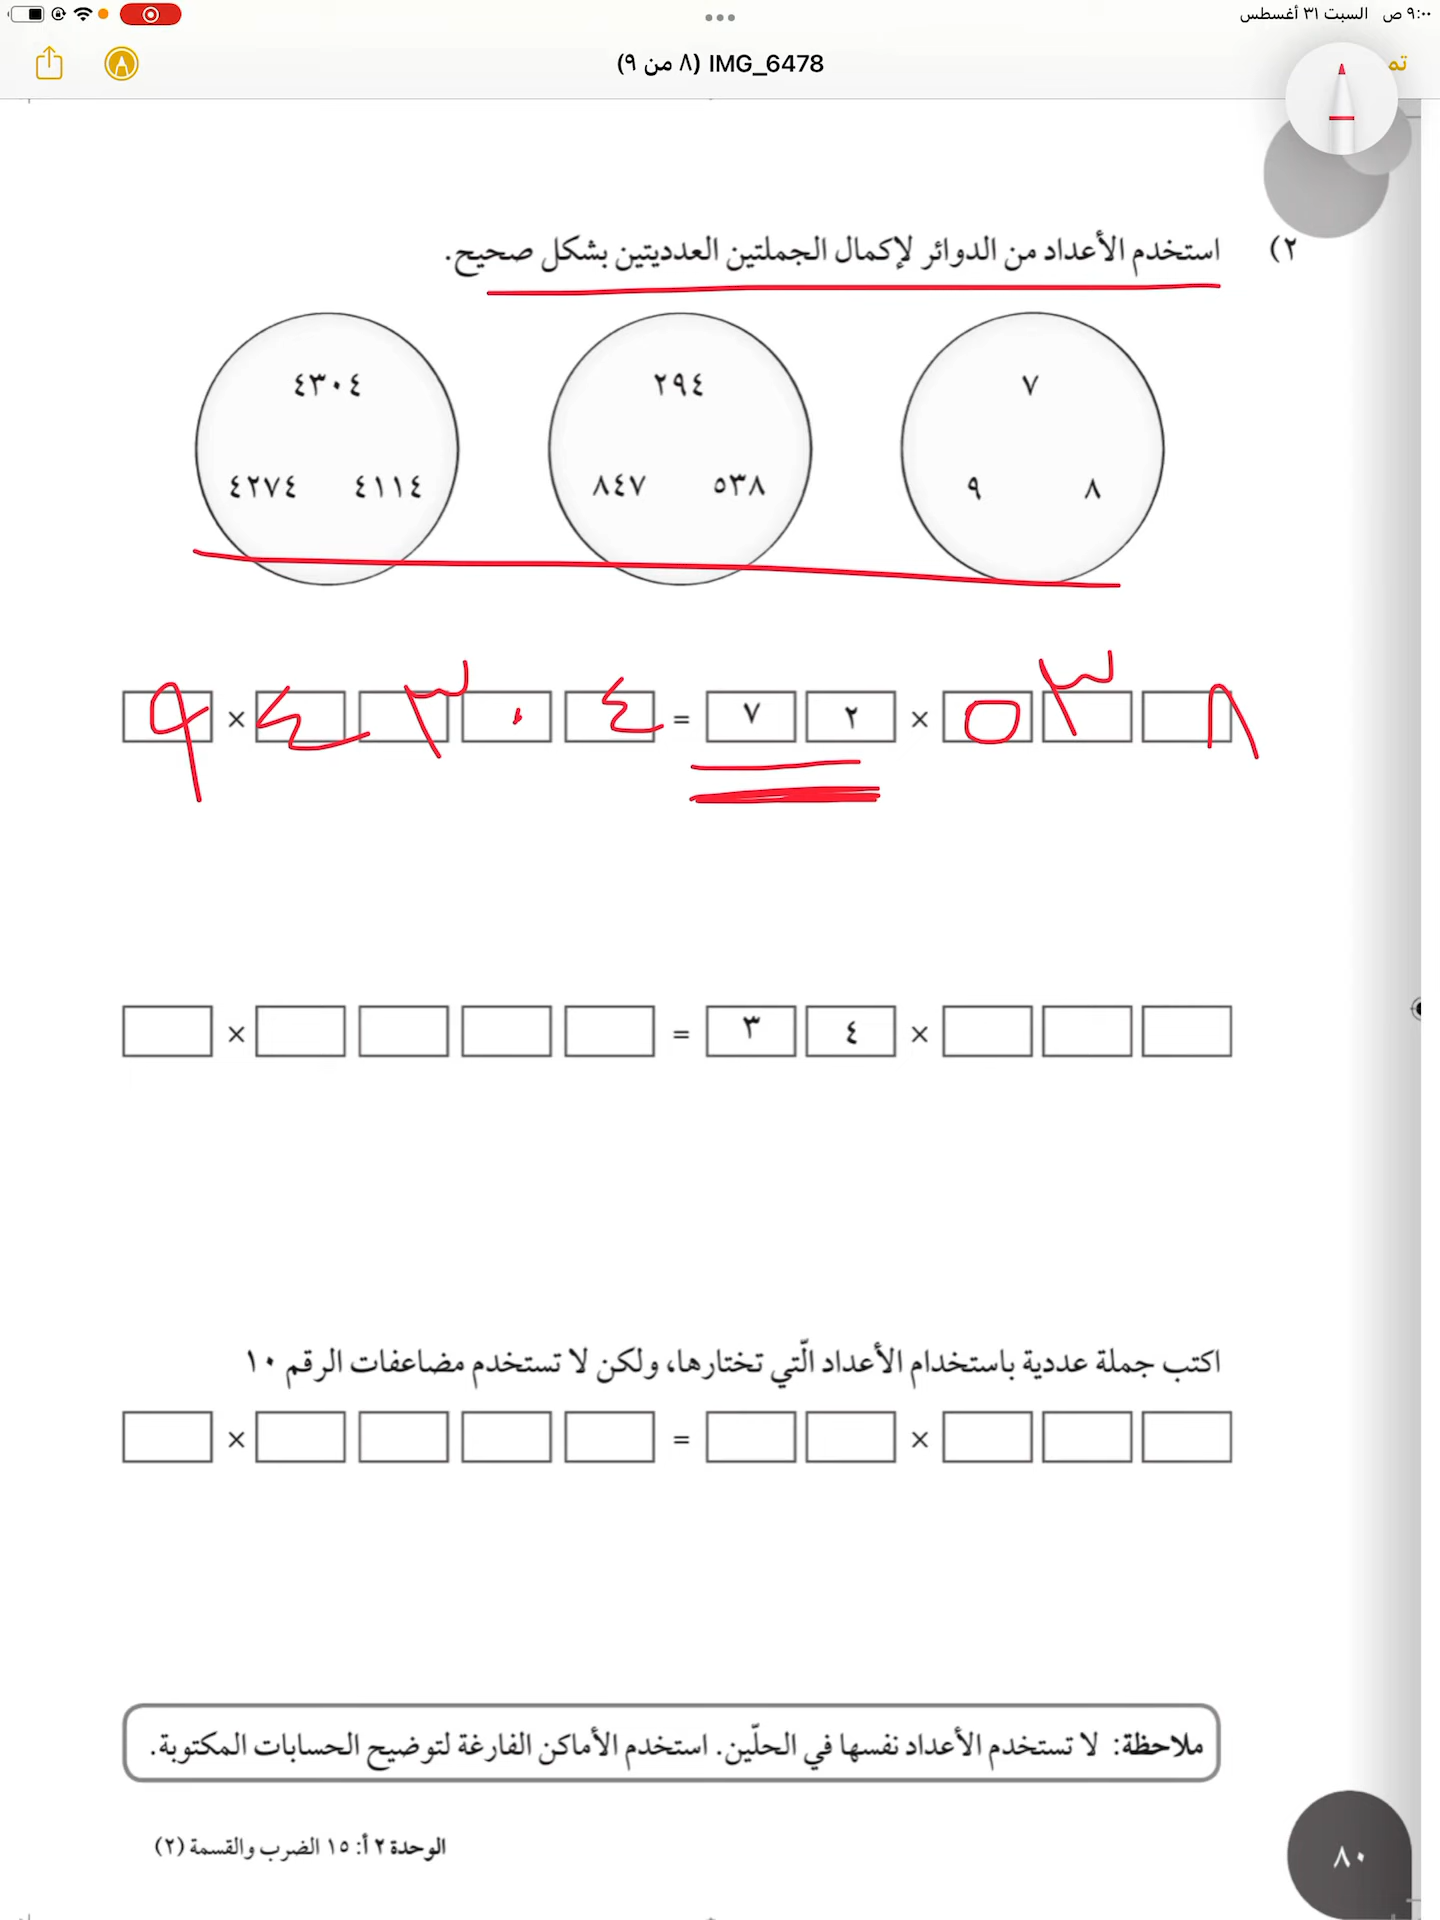 ٩:٠٠ ص السبت ٣١ أغسطس
IMG_6478 (٨ من ٩)
تم
٢) استخدم الأعداد من الدوائر لإكمال الجملتين العدديتين بشكل صحيح.
٤٣٠٤ ٢٩٤ ٧
٤٢٧٤ ٤١١٤ ٨٤٧ ٥٣٨ ٩ ٨
٩ × ٤ ٣ ٠ ٤ = ٧ ٢ × ٥ ٣ ٨
× = ٣ ٤ ×
اكتب جملة عددية باستخدام الأعداد الّتي تختارها، ولكن لا تستخدم مضاعفات الرقم ١٠
× = ×
ملاحظة: لا تستخدم الأعداد نفسها في الحلّين. استخدم الأماكن الفارغة لتوضيح الحسابات المكتوبة.
الوحدة ٢ أ: ١٥ الضرب والقسمة (٢)
٨٠